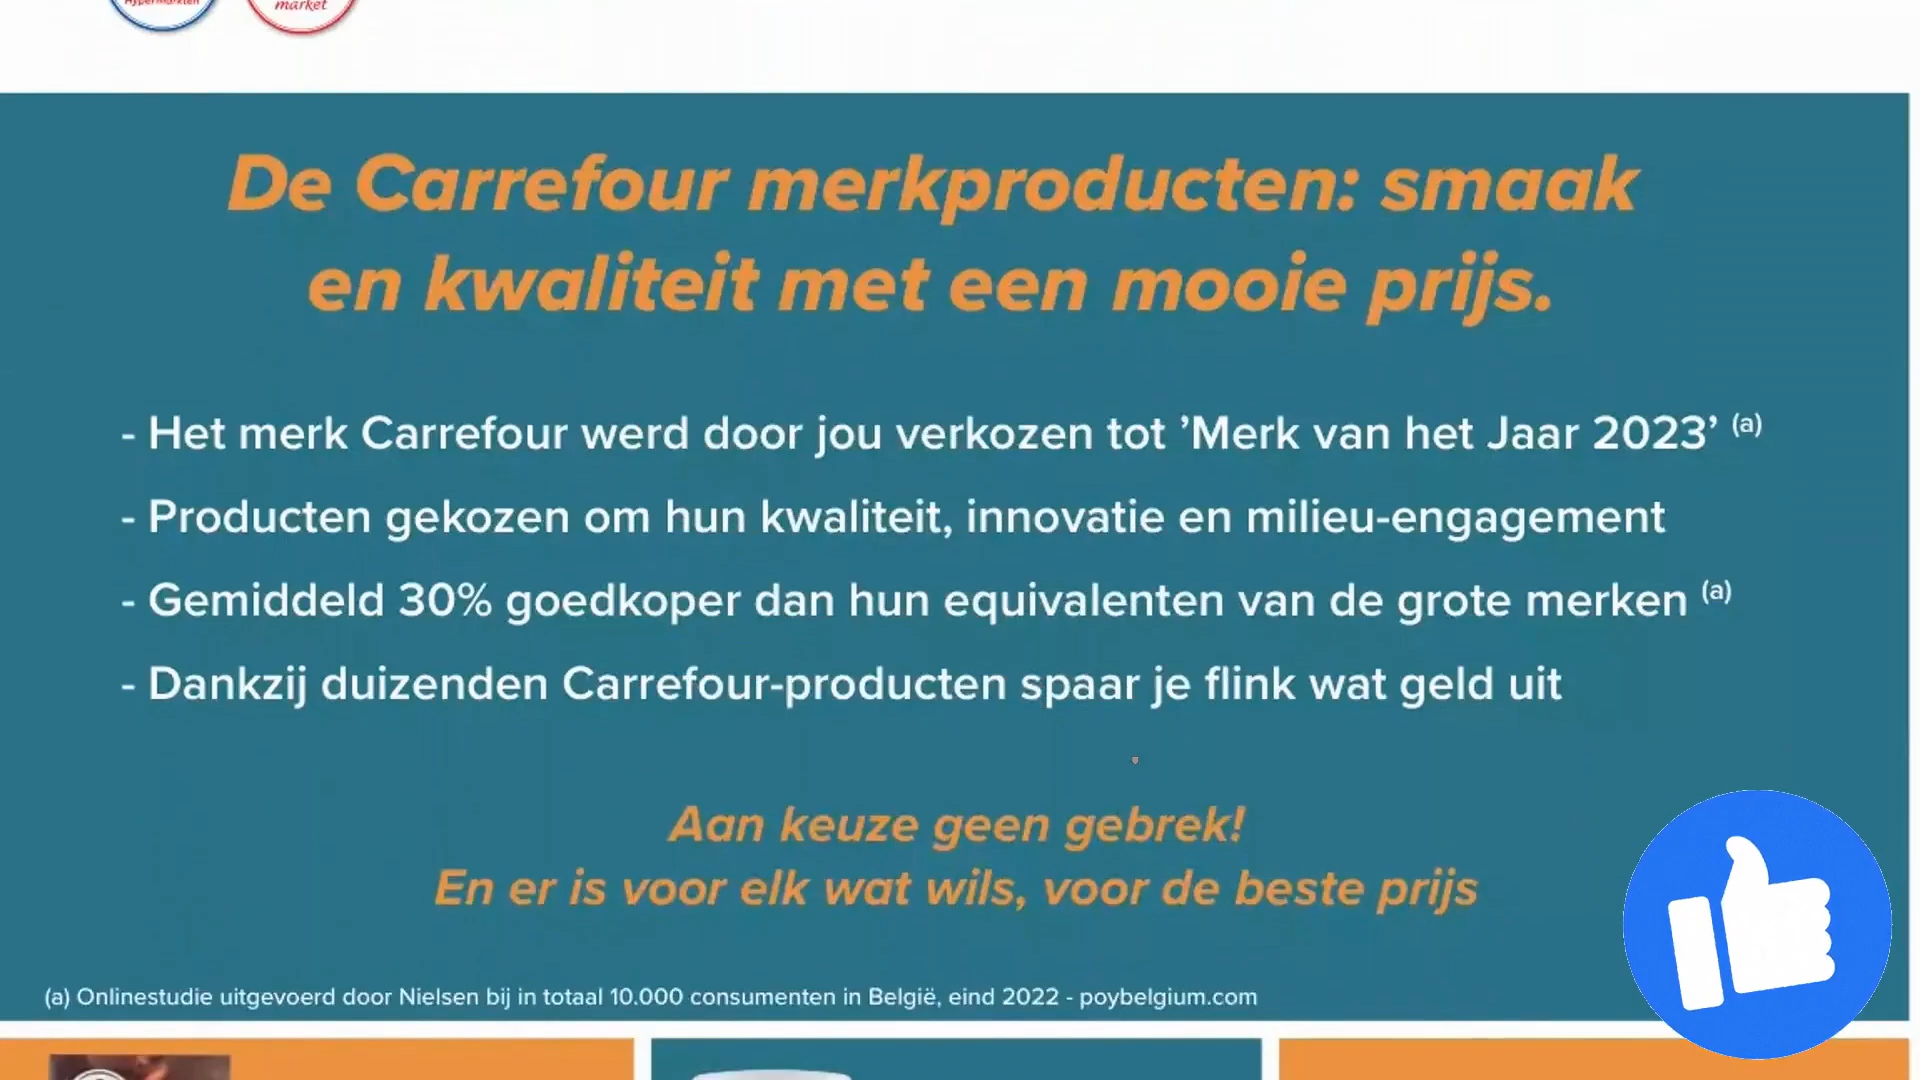 Hypermarkten
market
De Carrefour merkproducten: smaak
en kwaliteit met een mooie prijs.
- Het merk Carrefour werd door jou verkozen tot ’Merk van het Jaar 2023’ (a)
- Producten gekozen om hun kwaliteit, innovatie en milieu-engagement
- Gemiddeld 30% goedkoper dan hun equivalenten van de grote merken (a)
- Dankzij duizenden Carrefour-producten spaar je flink wat geld uit
Aan keuze geen gebrek!
En er is voor elk wat wils, voor de beste prijs
(a) Onlinestudie uitgevoerd door Nielsen bij in totaal 10.000 consumenten in België, eind 2022 - poybelgium.com